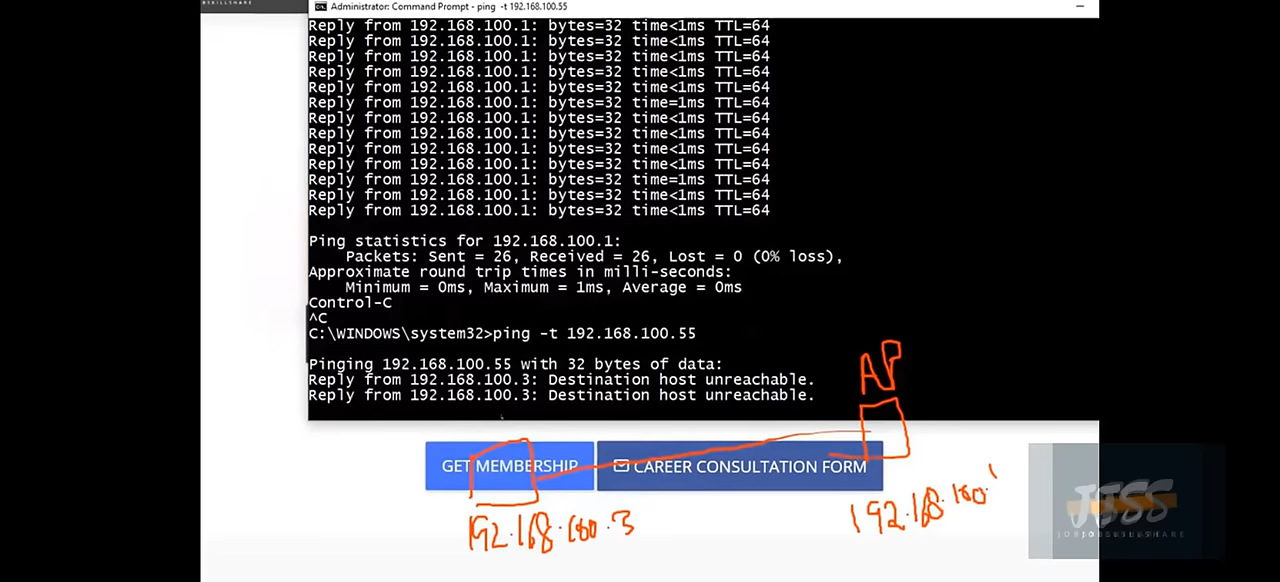 Administrator: Command Prompt - ping -t 192.168.100.55
Reply from 192.168.100.1: bytes=32 time<1ms TTL=64
Reply from 192.168.100.1: bytes=32 time<1ms TTL=64
Reply from 192.168.100.1: bytes=32 time<1ms TTL=64
Reply from 192.168.100.1: bytes=32 time<1ms TTL=64
Reply from 192.168.100.1: bytes=32 time<1ms TTL=64
Reply from 192.168.100.1: bytes=32 time=1ms TTL=64
Reply from 192.168.100.1: bytes=32 time<1ms TTL=64
Reply from 192.168.100.1: bytes=32 time<1ms TTL=64
Reply from 192.168.100.1: bytes=32 time<1ms TTL=64
Reply from 192.168.100.1: bytes=32 time<1ms TTL=64
Reply from 192.168.100.1: bytes=32 time=1ms TTL=64
Reply from 192.168.100.1: bytes=32 time<1ms TTL=64
Reply from 192.168.100.1: bytes=32 time<1ms TTL=64
Ping statistics for 192.168.100.1:
Packets: Sent = 26, Received = 26, Lost = 0 (0% loss),
Approximate round trip times in milli-seconds:
Minimum = 0ms, Maximum = 1ms, Average = 0ms
Control-C
^C
C:\WINDOWS\system32>ping -t 192.168.100.55
Pinging 192.168.100.55 with 32 bytes of data:
Reply from 192.168.100.3: Destination host unreachable.
Reply from 192.168.100.3: Destination host unreachable.
AP
GET MEMBERSHIP
CAREER CONSULTATION FORM
192.168.100.3
192.168.100.1
JSS